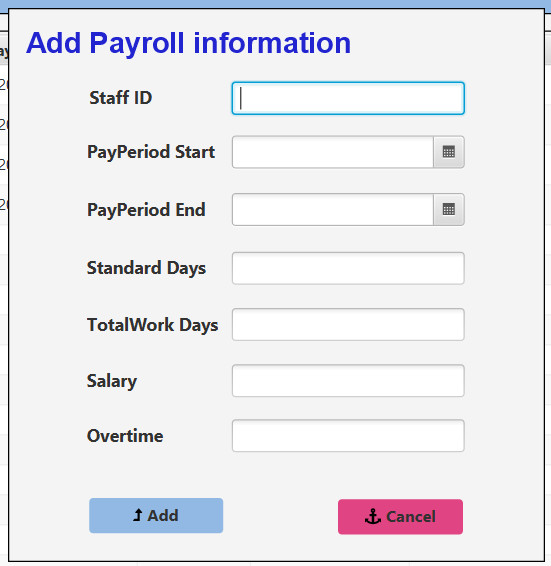 Add Payroll information
Staff ID
PayPeriod Start
PayPeriod End
Standard Days
TotalWork Days
Salary
Overtime
Add
Cancel